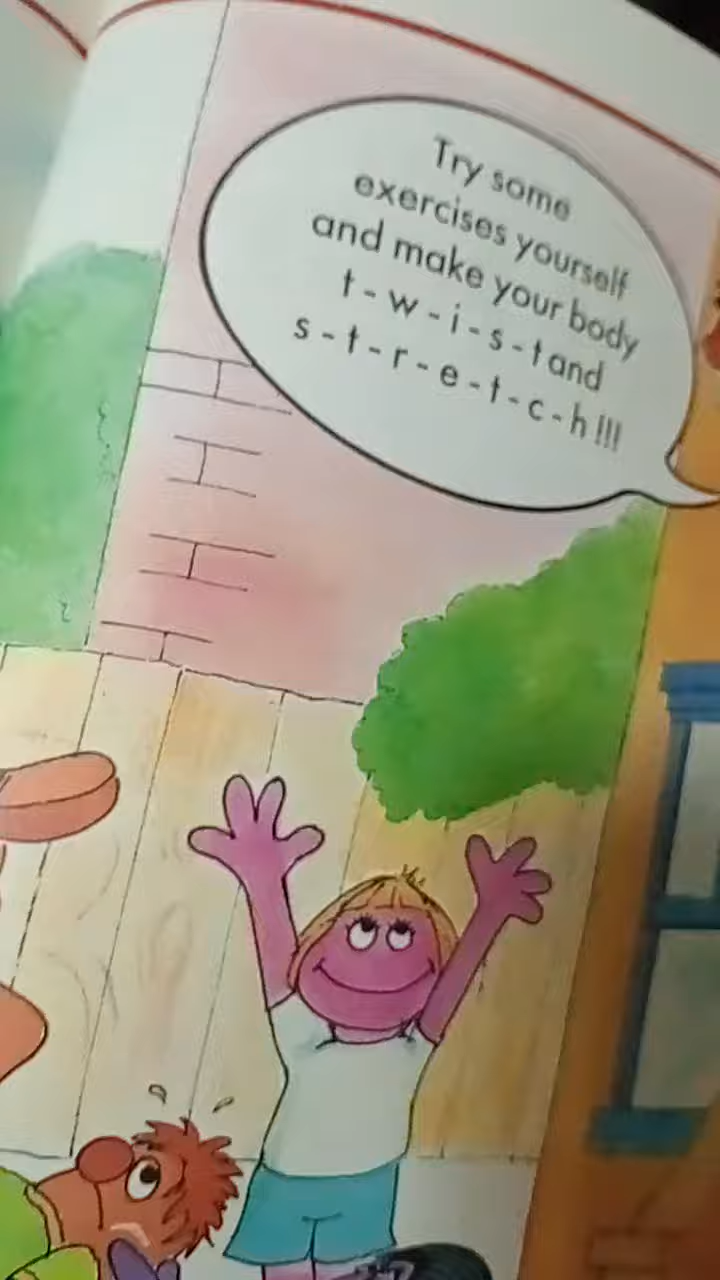 Try some
exercises yourself
and make your body
t-w-i-s-t and
s-t-r-e-t-c-h!!!